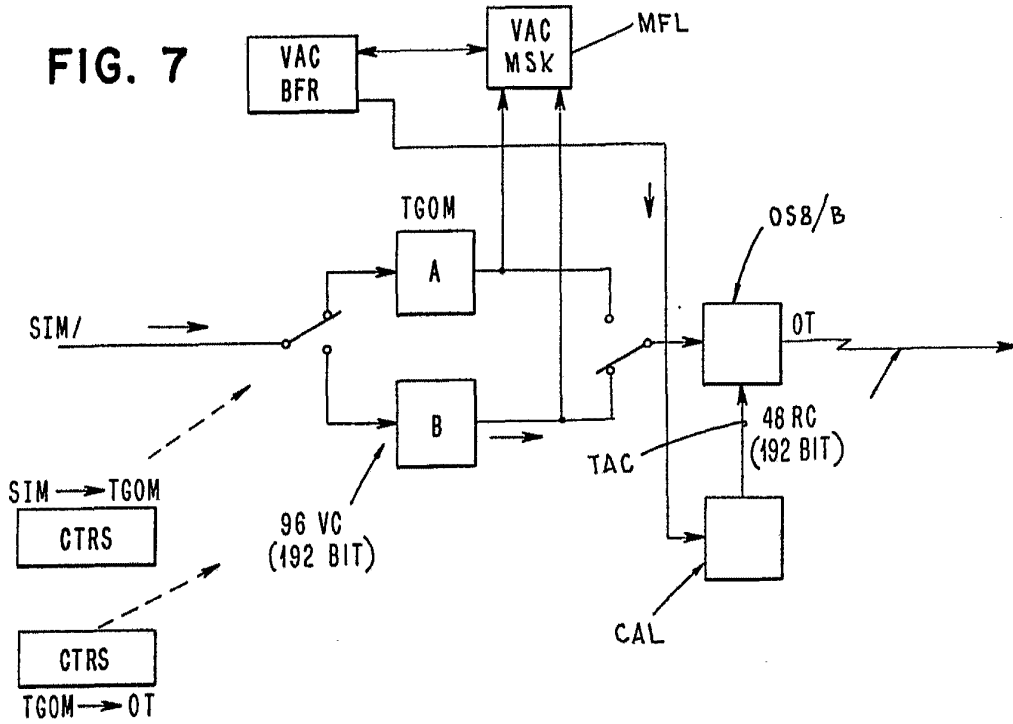 FIG. 7
VAC
BFR
VAC
MSK
MFL
TGOM
A
OS8/B
SIM/
OT
B
48 RC
(192 BIT)
TAC
SIM → TGOM
CTRS
96 VC
(192 BIT)
CAL
CTRS
TGOM → OT